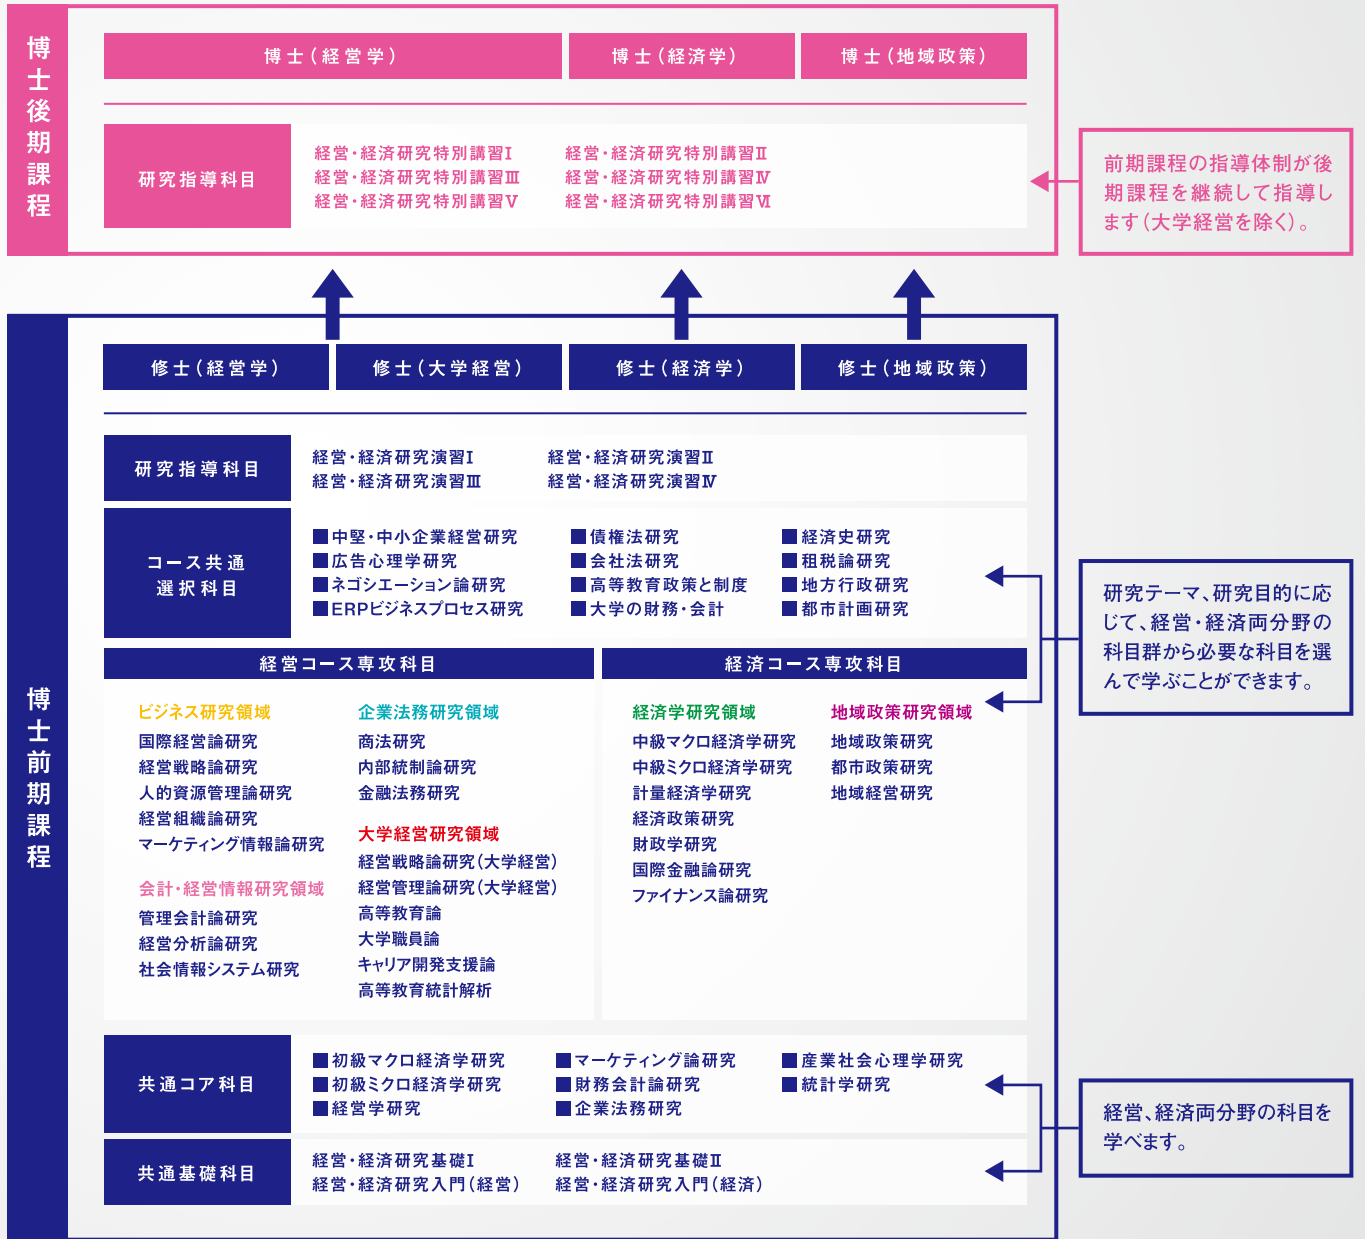 博士後期課程
博士（経営学）
博士（経済学）
博士（地域政策）
研究指導科目
経営・経済研究特別講習Ⅰ
経営・経済研究特別講習Ⅱ
経営・経済研究特別講習Ⅲ
経営・経済研究特別講習Ⅳ
経営・経済研究特別講習Ⅴ
経営・経済研究特別講習Ⅵ
前期課程の指導体制が後
期課程を継続して指導し
ます（大学経営を除く）。
博士前期課程
修士（経営学）
修士（大学経営）
修士（経済学）
修士（地域政策）
研究指導科目
経営・経済研究演習Ⅰ
経営・経済研究演習Ⅱ
経営・経済研究演習Ⅲ
経営・経済研究演習Ⅳ
コース共通
選択科目
■中堅・中小企業経営研究
■広告心理学研究
■ネゴシエーション論研究
■ERPビジネスプロセス研究
■債権法研究
■会社法研究
■高等教育政策と制度
■大学の財務・会計
■経済史研究
■租税論研究
■地方行政研究
■都市計画研究
研究テーマ、研究目的に応
じて、経営・経済両分野の
科目群から必要な科目を選
んで学ぶことができます。
経営コース専攻科目
ビジネス研究領域
国際経営論研究
経営戦略論研究
人的資源管理論研究
経営組織論研究
マーケティング情報論研究
会計・経営情報研究領域
管理会計論研究
経営分析論研究
社会情報システム研究
企業法務研究領域
商法研究
内部統制論研究
金融法務研究
大学経営研究領域
経営戦略論研究（大学経営）
経営管理論研究（大学経営）
高等教育論
大学職員論
キャリア開発支援論
高等教育統計解析
経済コース専攻科目
経済学研究領域
中級マクロ経済学研究
中級ミクロ経済学研究
計量経済学研究
経済政策研究
財政学研究
国際金融論研究
ファイナンス論研究
地域政策研究領域
地域政策研究
都市政策研究
地域経営研究
共通コア科目
■初級マクロ経済学研究
■初級ミクロ経済学研究
■経営学研究
■マーケティング論研究
■財務会計論研究
■企業法務研究
■産業社会心理学研究
■統計学研究
経営、経済両分野の科目を
学べます。
共通基礎科目
経営・経済研究基礎Ⅰ
経営・経済研究基礎Ⅱ
経営・経済研究入門（経営）
経営・経済研究入門（経済）